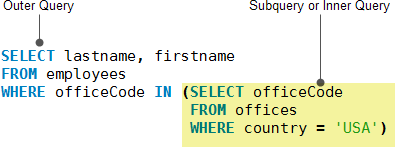 Outer Query
Subquery or Inner Query
SELECT lastname, firstname
FROM employees
WHERE officeCode IN (SELECT officeCode
FROM offices
WHERE country = 'USA')